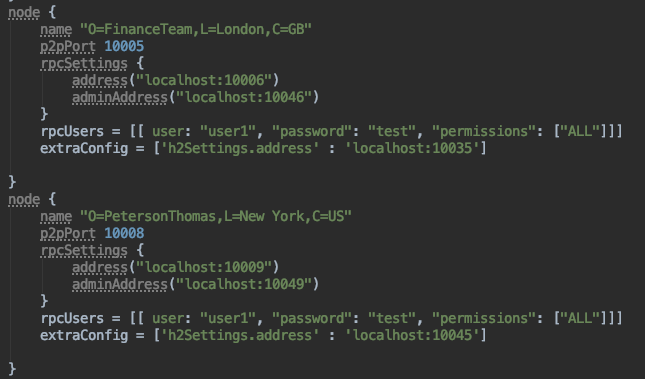 node {
name "O=FinanceTeam,L=London,C=GB"
p2pPort 10005
rpcSettings {
address("localhost:10006")
adminAddress("localhost:10046")
}
rpcUsers = [[ user: "user1", "password": "test", "permissions": ["ALL"]]]
extraConfig = ['h2Settings.address' : 'localhost:10035']
}
node {
name "O=PetersonThomas,L=New York,C=US"
p2pPort 10008
rpcSettings {
address("localhost:10009")
adminAddress("localhost:10049")
}
rpcUsers = [[ user: "user1", "password": "test", "permissions": ["ALL"]]]
extraConfig = ['h2Settings.address' : 'localhost:10045']
}